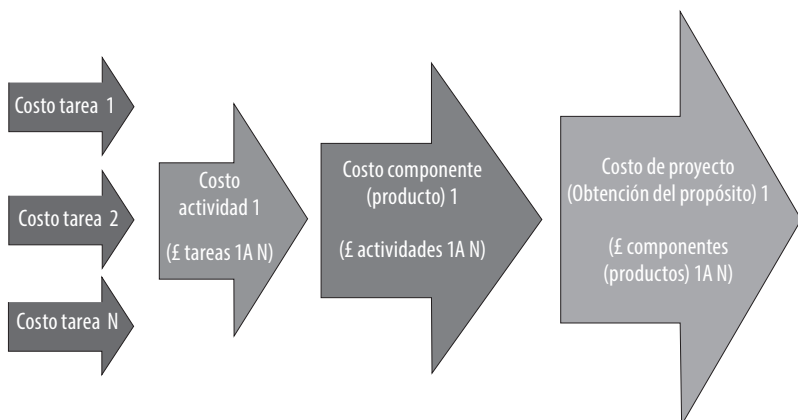 Costo tarea 1
Costo tarea 2
Costo tarea N
Costo
actividad 1
(£ tareas 1A N)
Costo componente
(producto) 1
(£ actividades 1A N)
Costo de proyecto
(Obtención del propósito) 1
(£ componentes
(productos) 1A N)